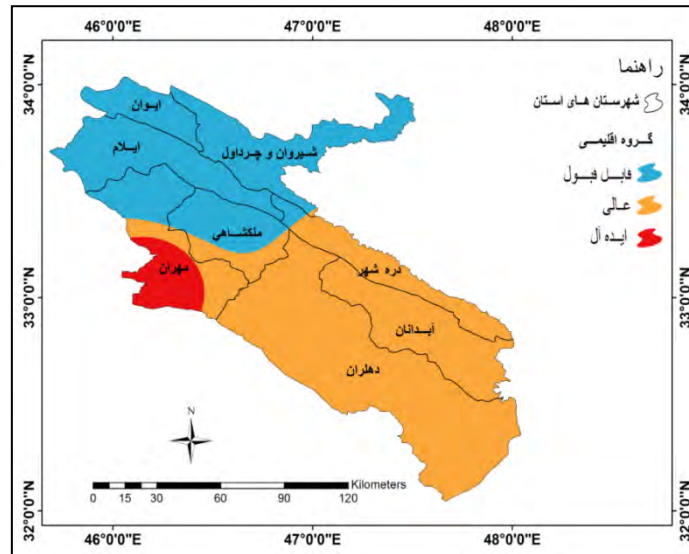 46°0'0"E 47°0'0"E 48°0'0"E
34°0'0"N
33°0'0"N
32°0'0"N
34°0'0"N
33°0'0"N
32°0'0"N
راهنما
شهرستان های استان
گروه اقلیمی
قابل قبول
عالی
ایده آل
ایوان
شیروان و چرداول
ایلام
ملکشاهی
مهران
دره شهر
آبدانان
دهلران
N
Kilometers
0 15 30 60 90 120
46°0'0"E 47°0'0"E 48°0'0"E